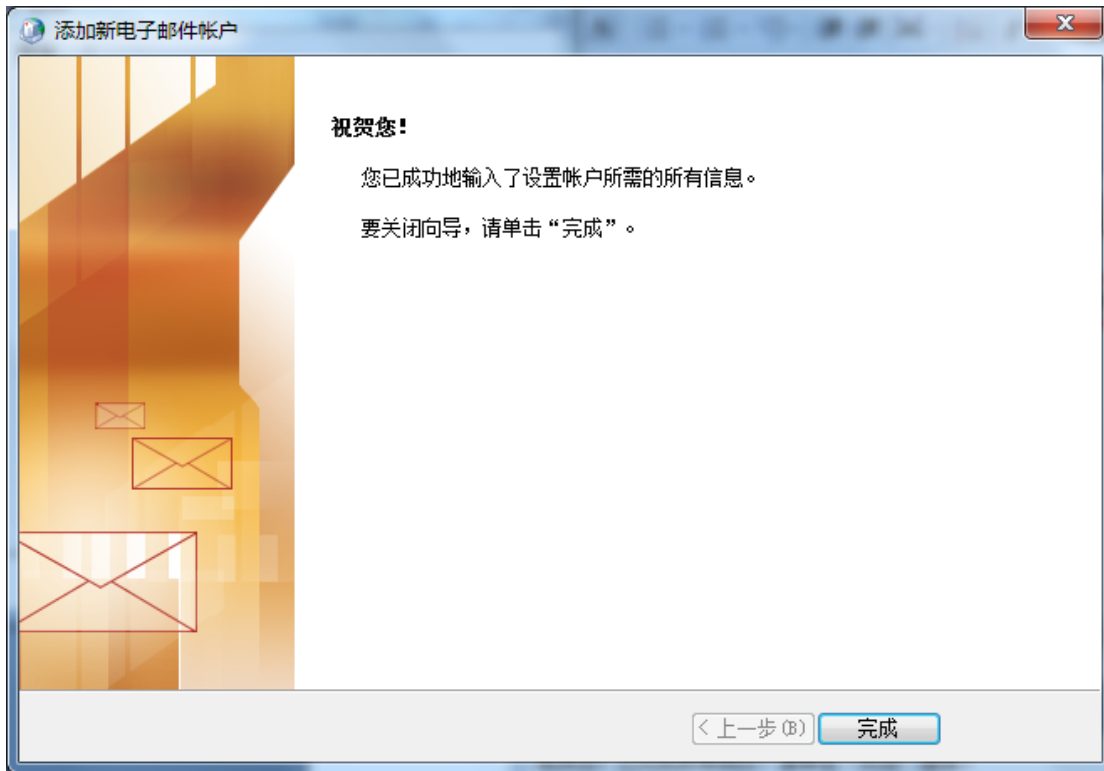 添加新电子邮件帐户
祝贺您!
您已成功地输入了设置帐户所需的所有信息。
要关闭向导，请单击“完成”。
< 上一步(B)
完成